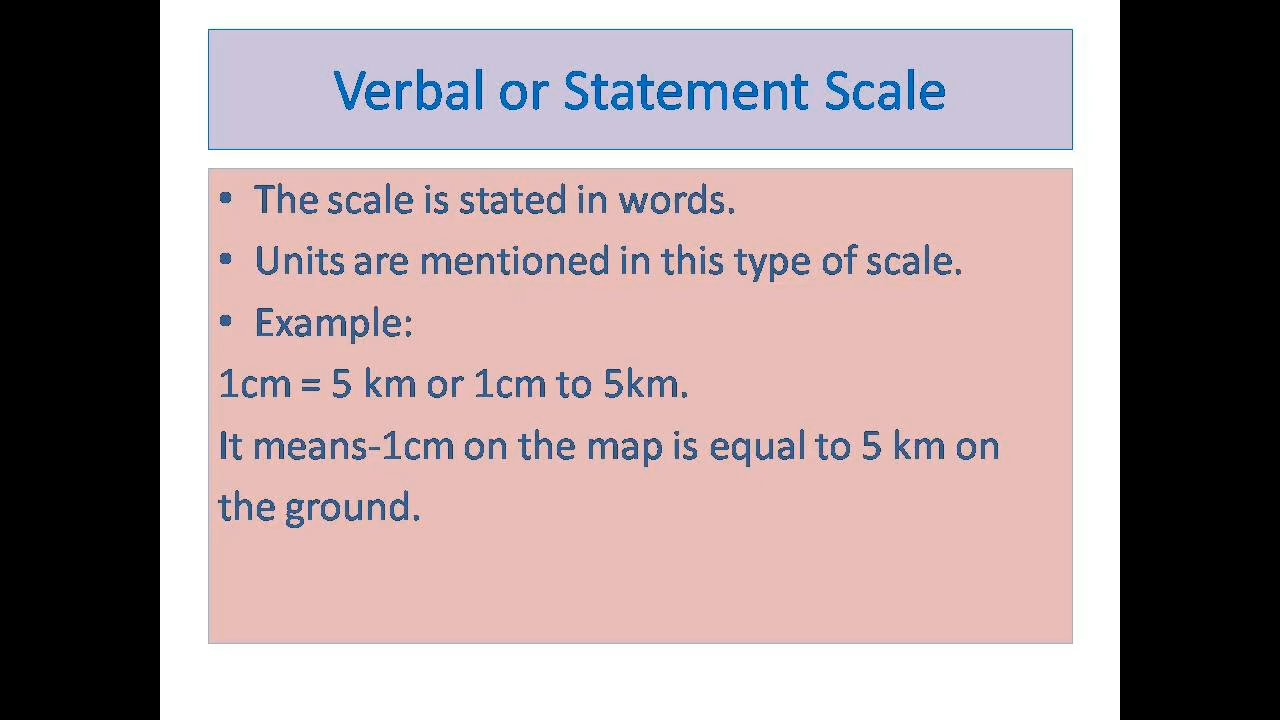 Verbal or Statement Scale
• The scale is stated in words.
• Units are mentioned in this type of scale.
• Example:
1cm = 5 km or 1cm to 5km.
It means-1cm on the map is equal to 5 km on
the ground.